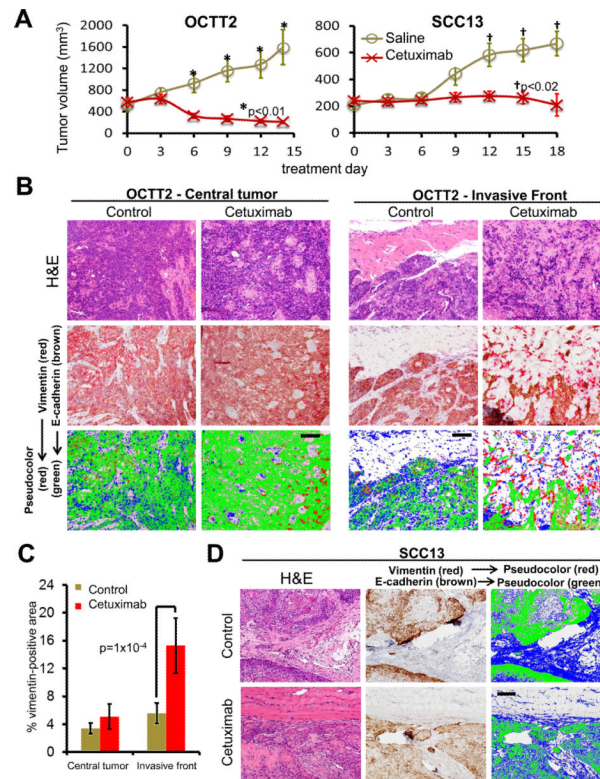 A
OCTT2
SCC13
Tumor volume (mm³)
2000
1600
1200
800
400
0
* * * *
*p<0.01
0 3 6 9 12 15
800
600
400
200
0
Saline
Cetuximab
† † †
†p<0.02
0 3 6 9 12 15 18
treatment day
B
OCTT2 - Central tumor
OCTT2 - Invasive Front
Control
Cetuximab
Control
Cetuximab
H&E
Vimentin (red)
E-cadherin (brown)
Pseudocolor
(red)
(green)
C
% vimentin-positive area
28
24
20
16
12
8
4
0
Control
Cetuximab
p=1x10⁻⁴
Central tumor
Invasive front
D
SCC13
H&E
Vimentin (red) → Pseudocolor (red)
E-cadherin (brown) → Pseudocolor (green)
Control
Cetuximab